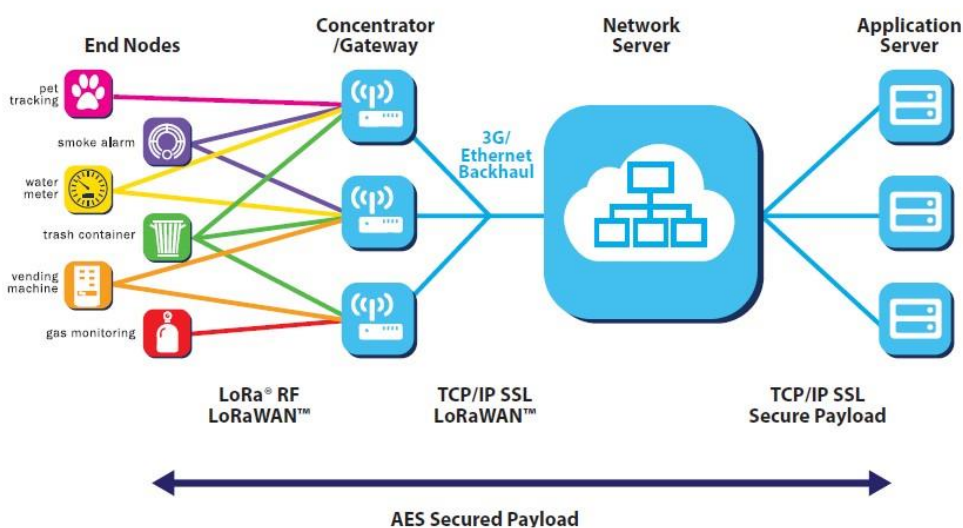 End Nodes
Concentrator
/Gateway
Network
Server
Application
Server
pet
tracking
smoke alarm
water
meter
trash container
vending
machine
gas monitoring
3G/
Ethernet
Backhaul
LoRa® RF
LoRaWAN™
TCP/IP SSL
LoRaWAN™
TCP/IP SSL
Secure Payload
AES Secured Payload